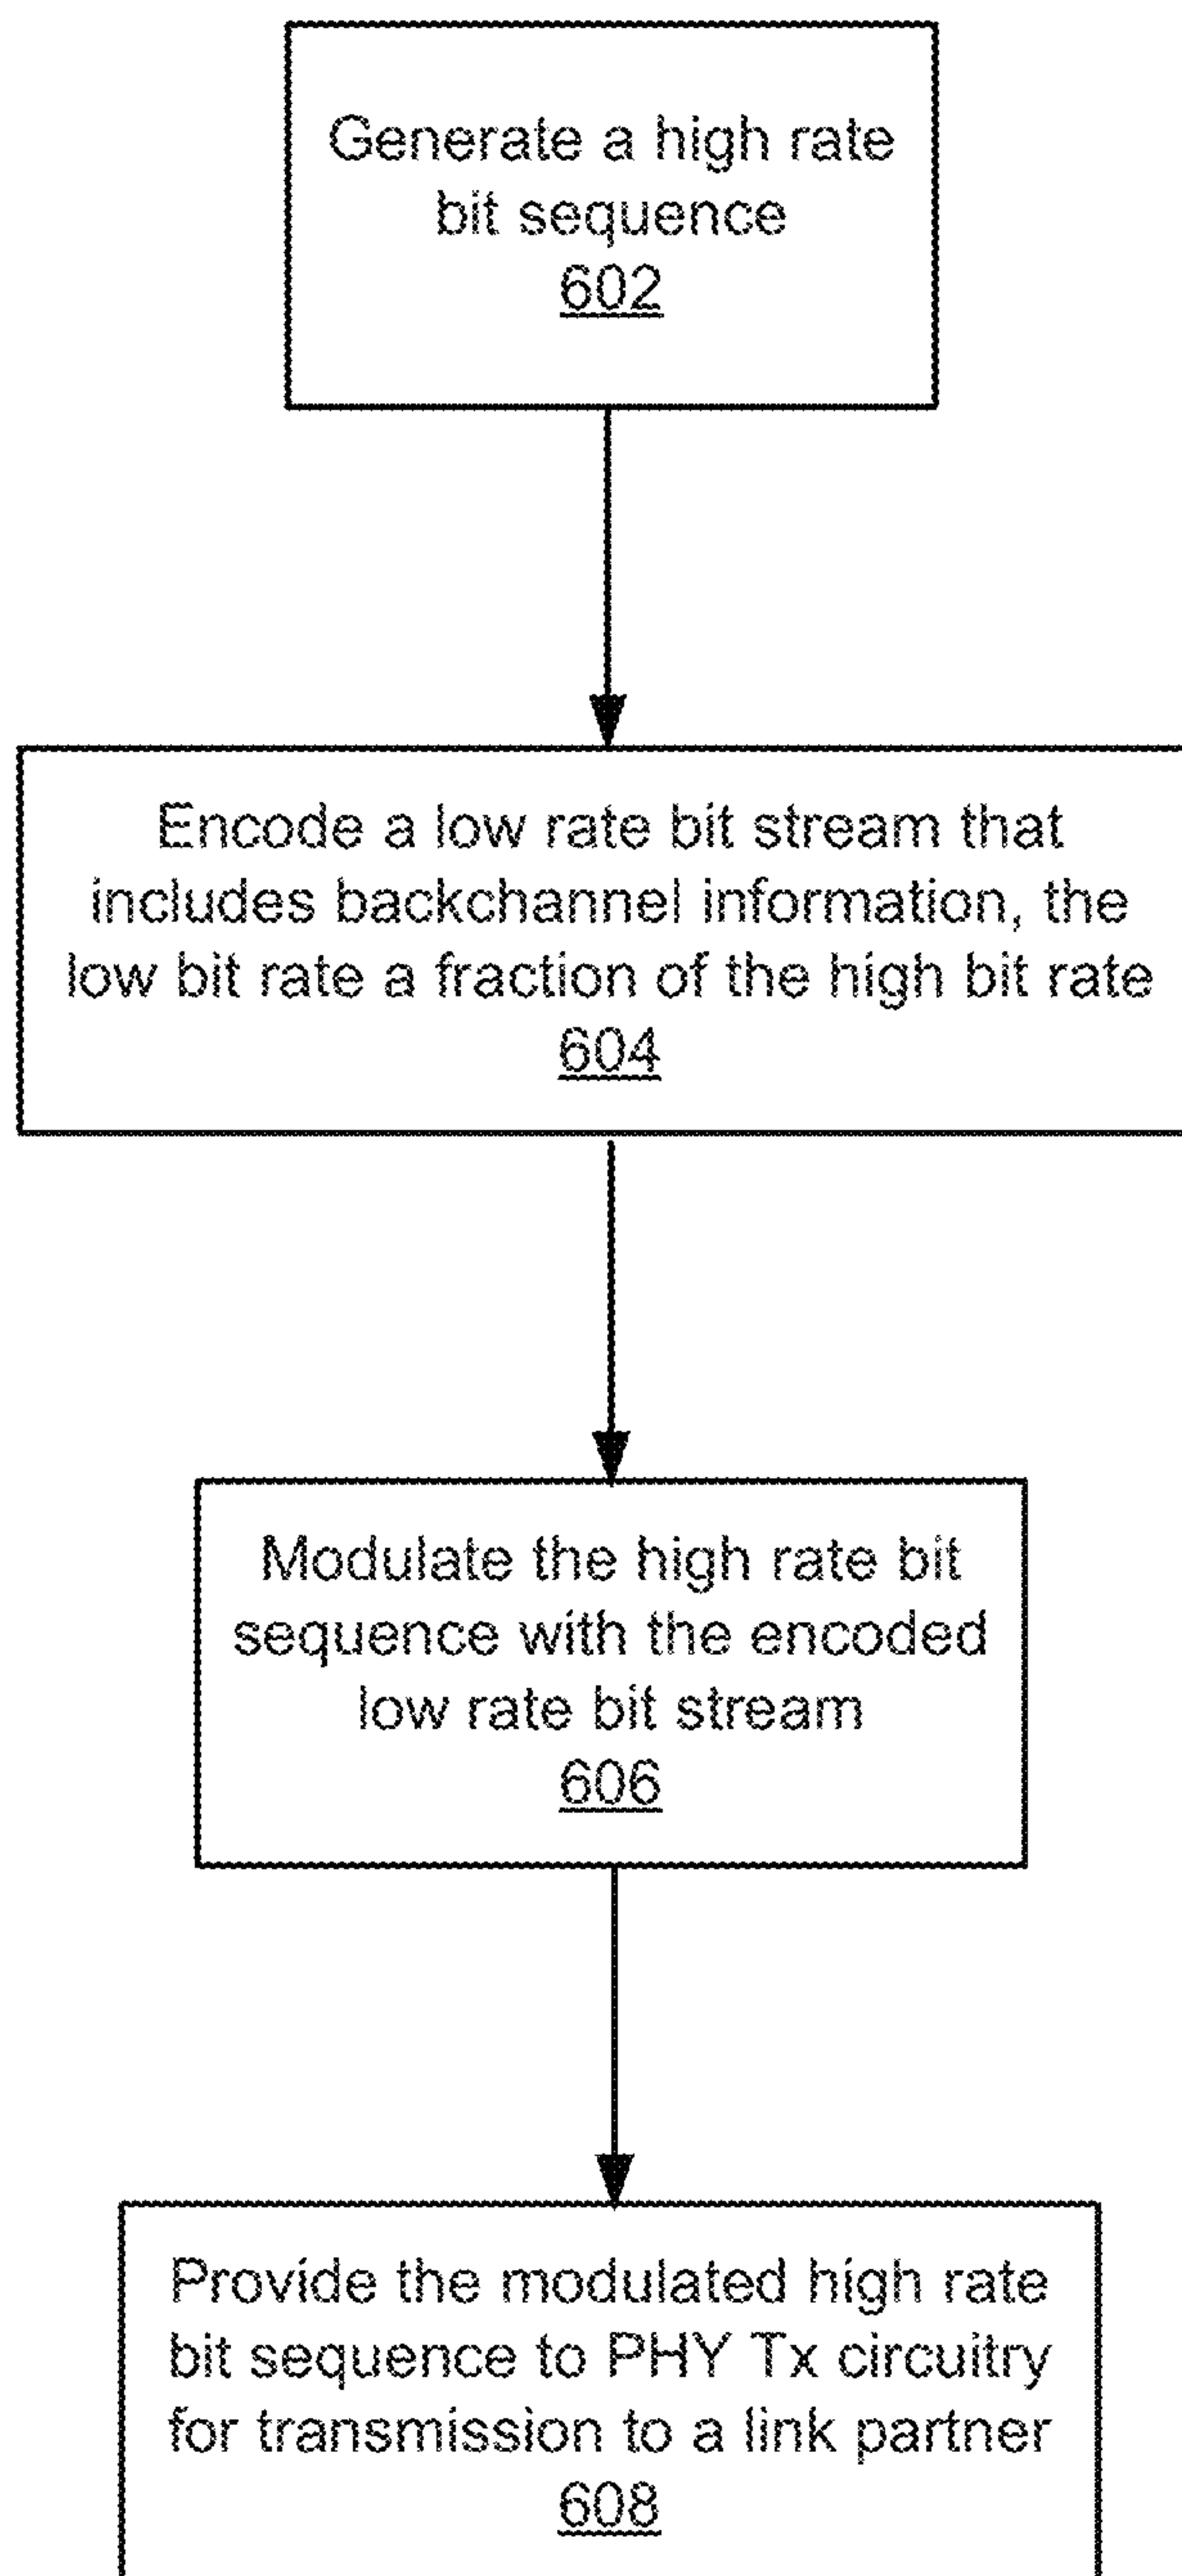 Generate a high rate
bit sequence
602
Encode a low rate bit stream that
includes backchannel information, the
low bit rate a fraction of the high bit rate
604
Modulate the high rate bit
sequence with the encoded
low rate bit stream
606
Provide the modulated high rate
bit sequence to PHY Tx circuitry
for transmission to a link partner
608